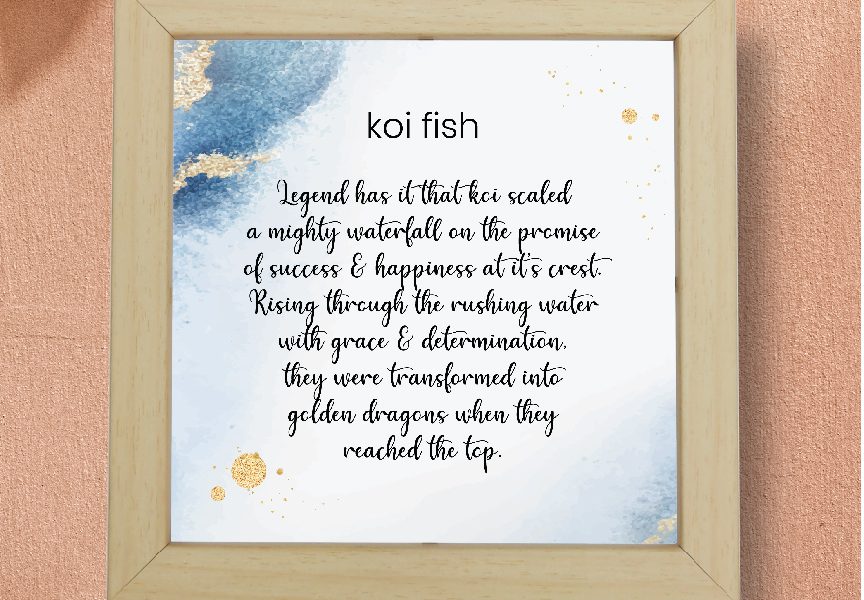 koi fish
Legend has it that koi scaled
a mighty waterfall on the promise
of success & happiness at it's crest.
Rising through the rushing water
with grace & determination,
they were transformed into
golden dragons when they
reached the top.